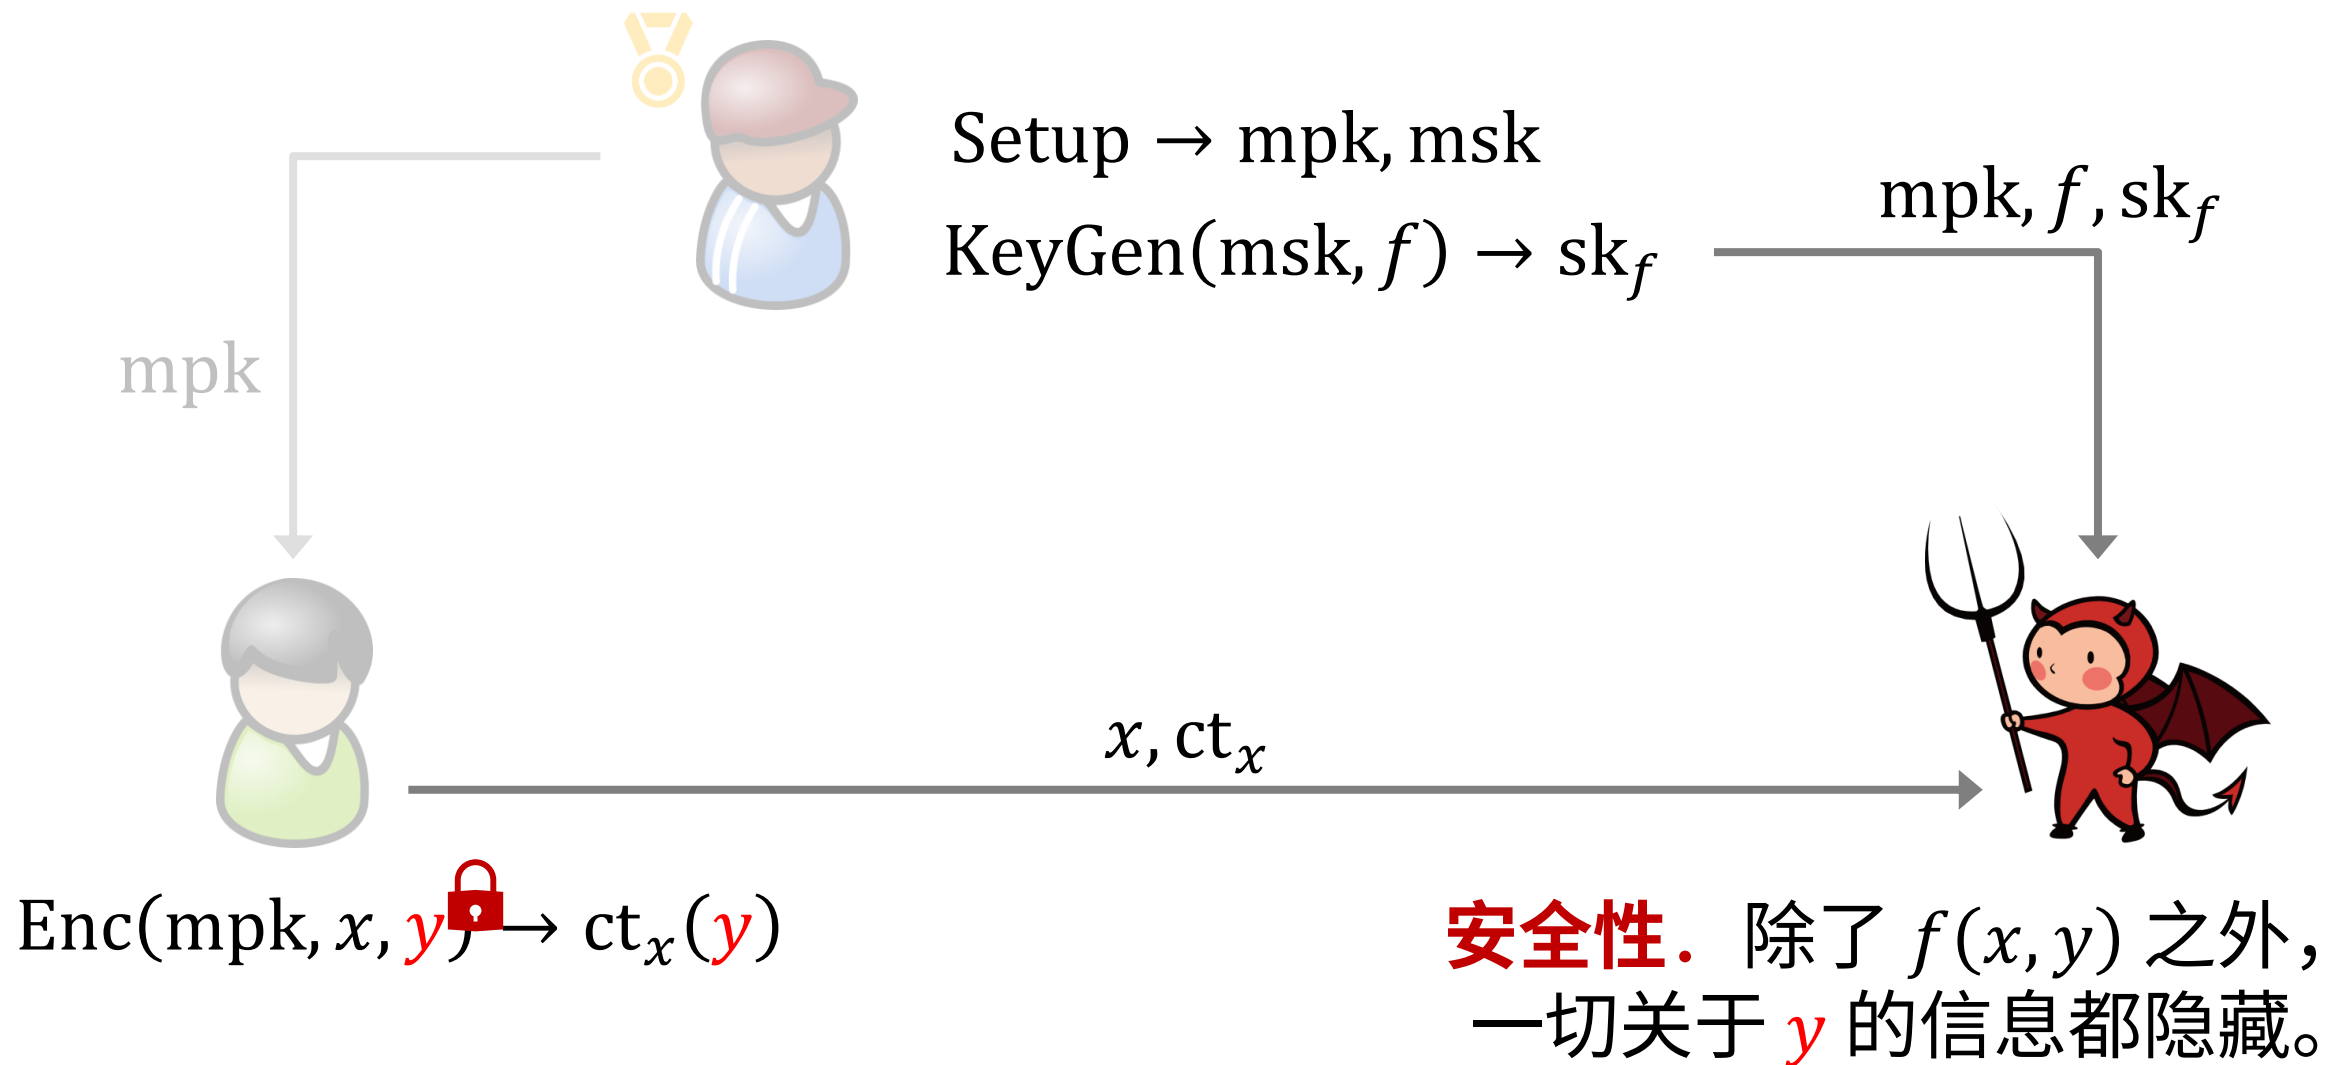 Setup → mpk, msk
KeyGen(msk, f) → sk_f
mpk, f, sk_f
mpk
x, ct_x
Enc(mpk, x, y) → ct_x(y)
安全性. 除了 f(x, y) 之外，
一切关于 y 的信息都隐藏。